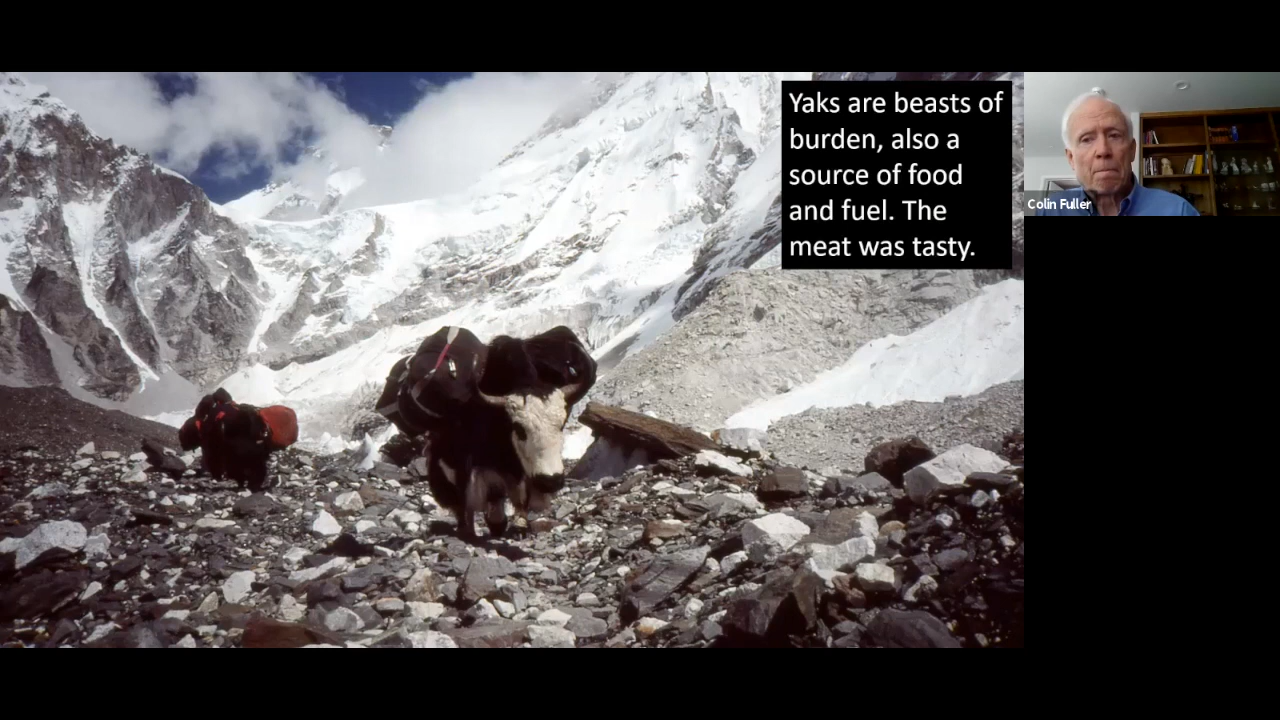 Yaks are beasts of
burden, also a
source of food
and fuel. The
meat was tasty.
Colin Fuller